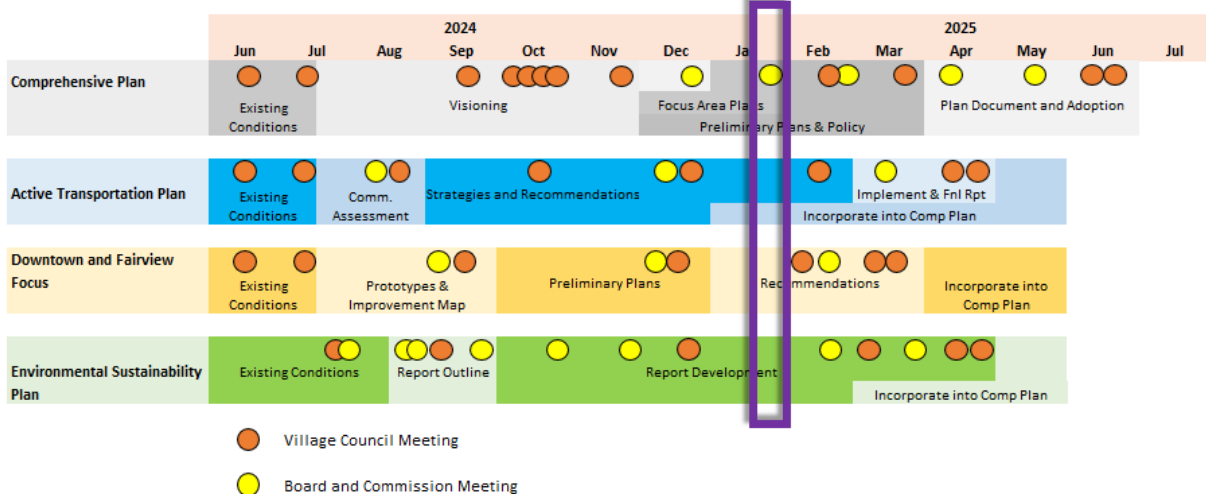 2024 2025
Jun Jul Aug Sep Oct Nov Dec Ja Feb Mar Apr May Jun Jul
Comprehensive Plan
Existing
Conditions
Visioning
Focus Area Plans
Preliminary Plans & Policy
Plan Document and Adoption
Active Transportation Plan
Existing
Conditions
Comm.
Assessment
Strategies and Recommendations
Implement & Fnl Rpt
Incorporate into Comp Plan
Downtown and Fairview
Focus
Existing
Conditions
Prototypes &
Improvement Map
Preliminary Plans
Recommendations
Incorporate into
Comp Plan
Environmental Sustainability
Plan
Existing Conditions
Report Outline
Report Development
Incorporate into Comp Plan
Village Council Meeting
Board and Commission Meeting